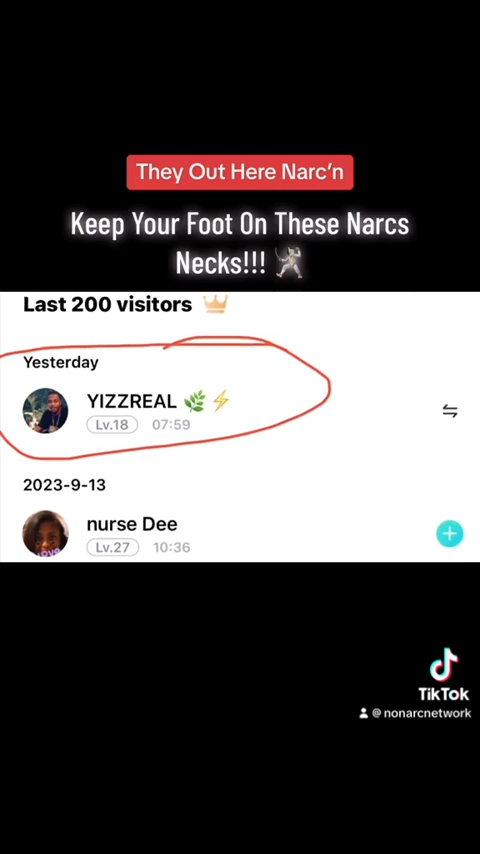 They Out Here Narc’n
Keep Your Foot On These Narcs
Necks!!! 🤺
Last 200 visitors 👑
Yesterday
YIZZREAL 🌿⚡
Lv.18 07:59
2023-9-13
nurse Dee
Lv.27 10:36
TikTok
@nonarcnetwork